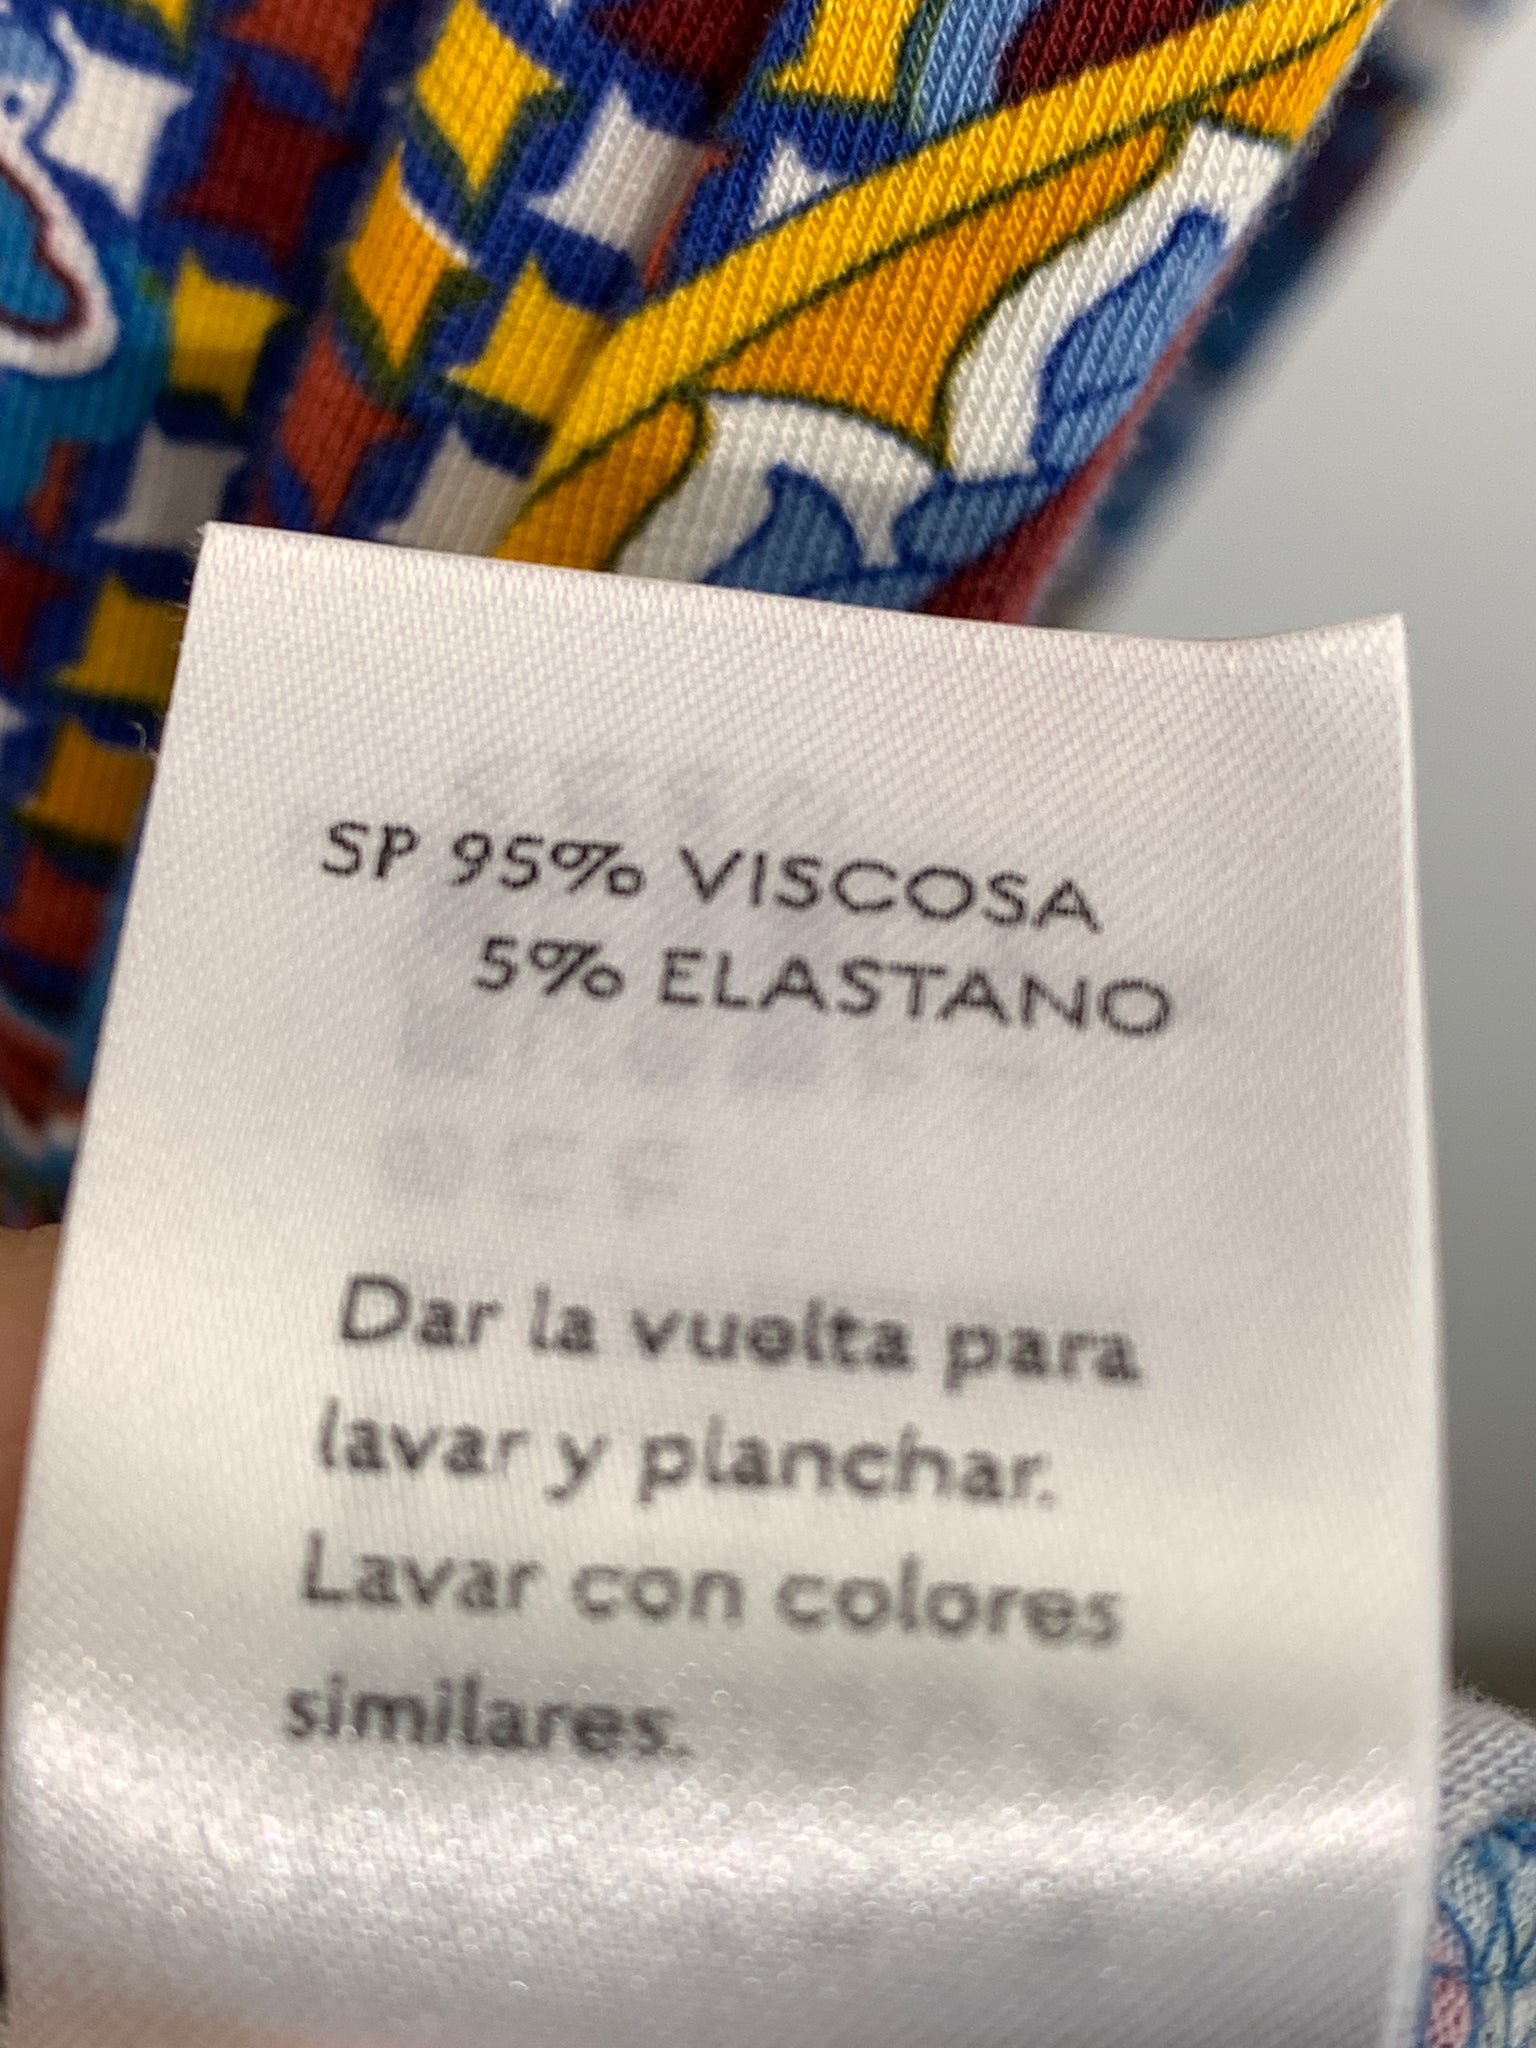 SP 95% VISCOSA
5% ELASTANO
Dar la vuelta para
lavar y planchar.
Lavar con colores
similares.